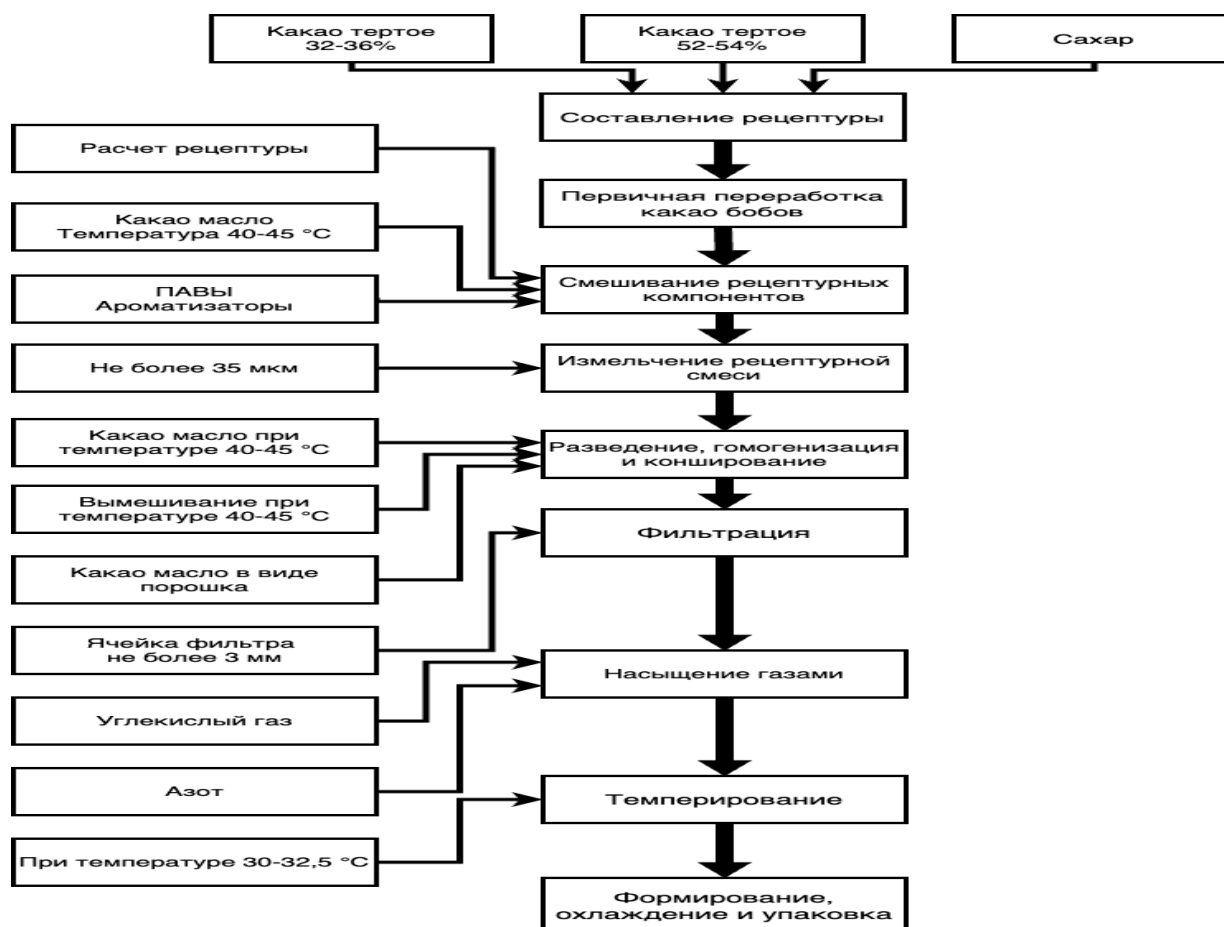 Какао тертое
32-36%
Какао тертое
52-54%
Сахар
Составление рецептуры
Расчет рецептуры
Первичная переработка
какао бобов
Какао масло
Температура 40-45 °С
Смешивание рецептурных
компонентов
ПАВЫ
Ароматизаторы
Не более 35 мкм
Измельчение рецептурной
смеси
Какао масло при
температуре 40-45 °С
Разведение, гомогенизация
и конширование
Вымешивание при
температуре 40-45 °С
Фильтрация
Какао масло в виде
порошка
Ячейка фильтра
не более 3 мм
Насыщение газами
Углекислый газ
Азот
Темперирование
При температуре 30-32,5 °С
Формирование,
охлаждение и упаковка